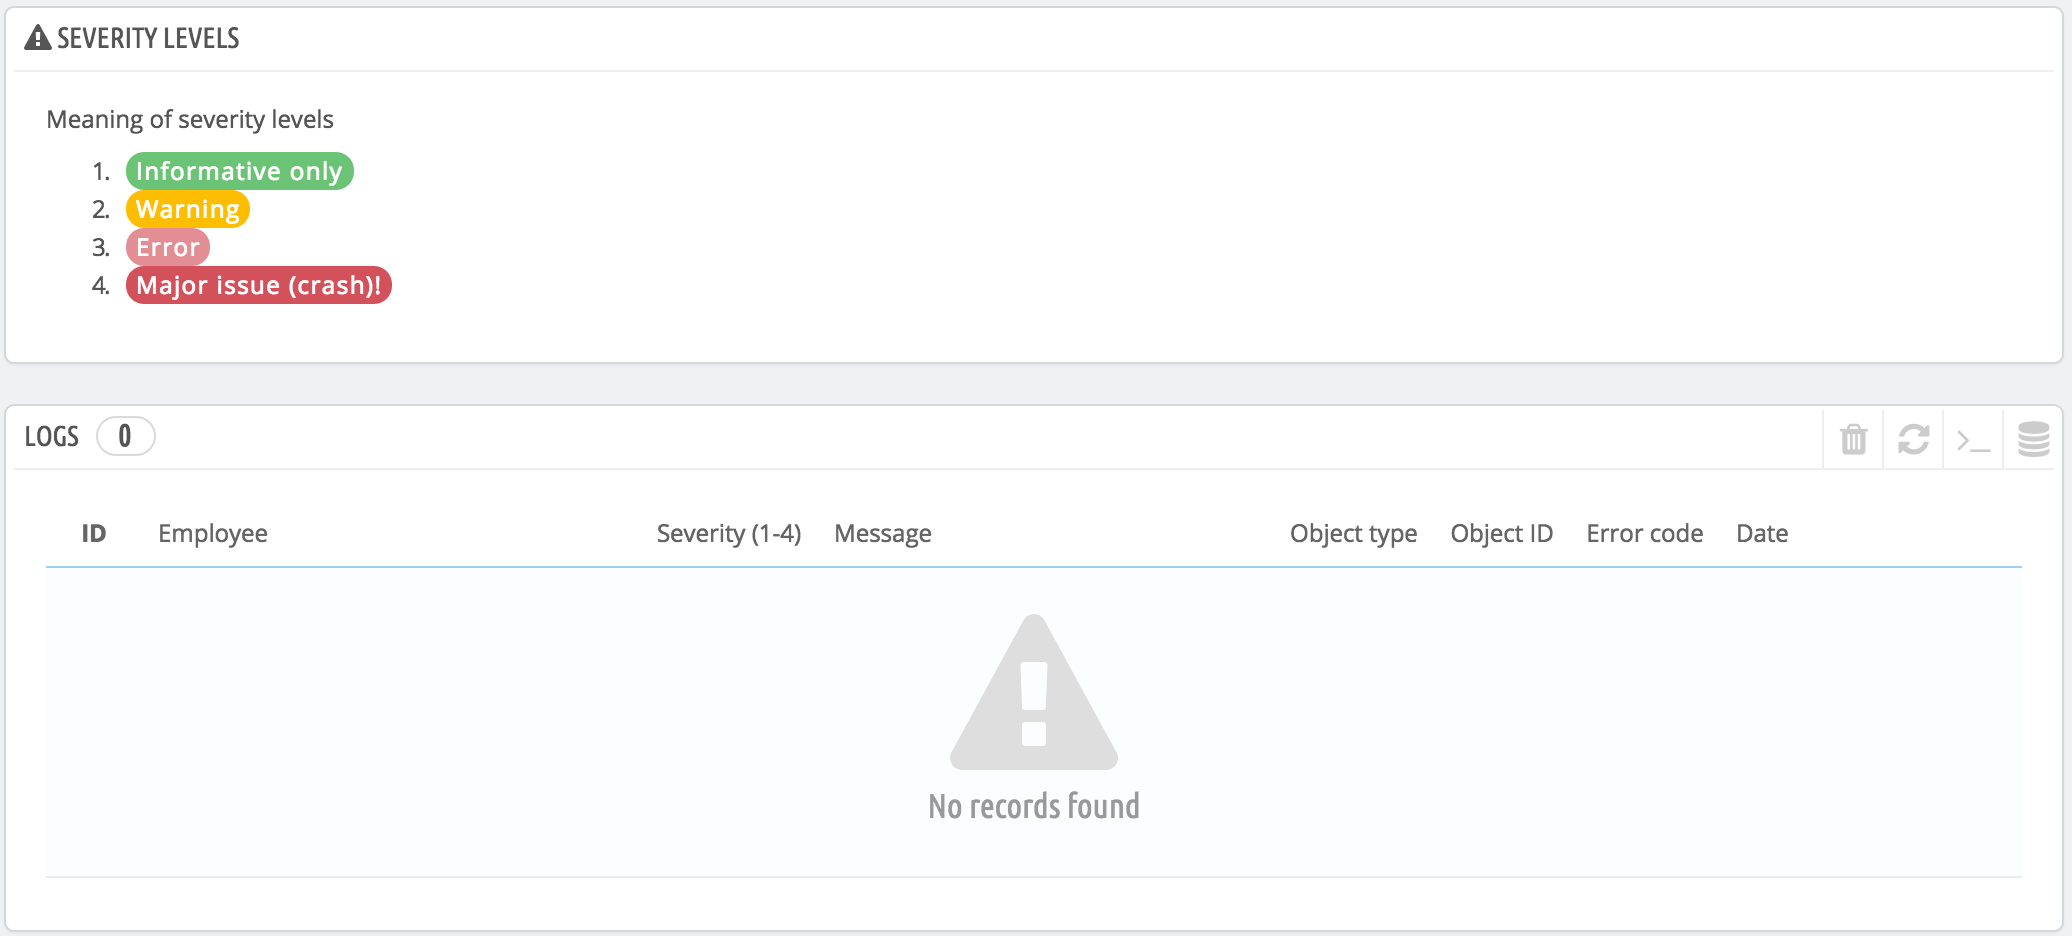 SEVERITY LEVELS
Meaning of severity levels
1. Informative only
2. Warning
3. Error
4. Major issue (crash)!
LOGS 0
ID Employee Severity (1-4) Message Object type Object ID Error code Date
No records found